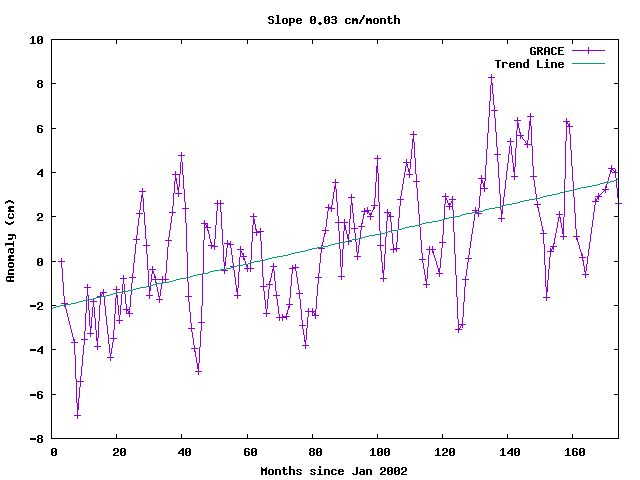 Slope 0.03 cm/month
GRACE
Trend Line
10
8
6
4
2
0
-2
-4
-6
-8
Anomaly (cm)
0 20 40 60 80 100 120 140 160
Months since Jan 2002